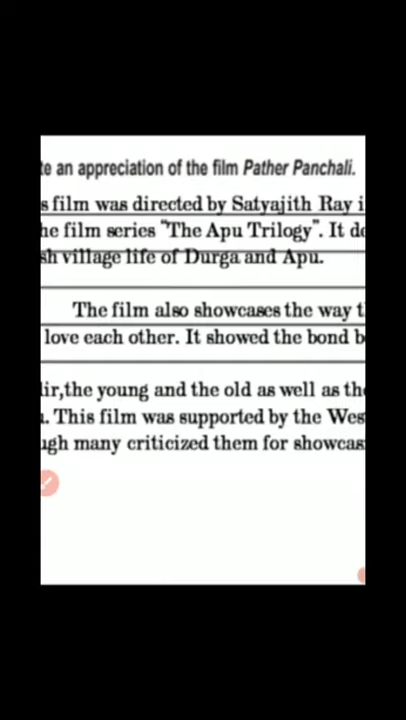 te an appreciation of the film Pather Panchali.
s film was directed by Satyajith Ray i
he film series "The Apu Trilogy". It d
sh village life of Durga and Apu.
The film also showcases the way t
love each other. It showed the bond b
lir,the young and the old as well as the
. This film was supported by the Wes
ugh many criticized them for showcas